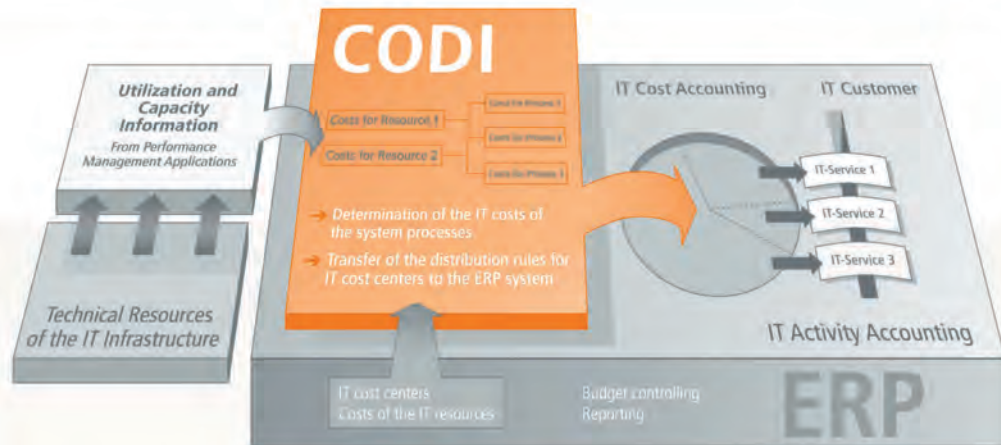 CODI
Utilization and
Capacity
Information
From Performance
Management Applications
Technical Resources
of the IT Infrastructure
Costs for Resource 1
Costs for Resource 2
➔ Determination of the IT costs of
the system processes
➔ Transfer of the distribution rules for
IT cost centers to the ERP system
IT cost centers
Costs of the IT resources
Budget controlling
Reporting
IT Cost Accounting
IT Customer
IT-Service 1
IT-Service 2
IT-Service 3
IT Activity Accounting
ERP